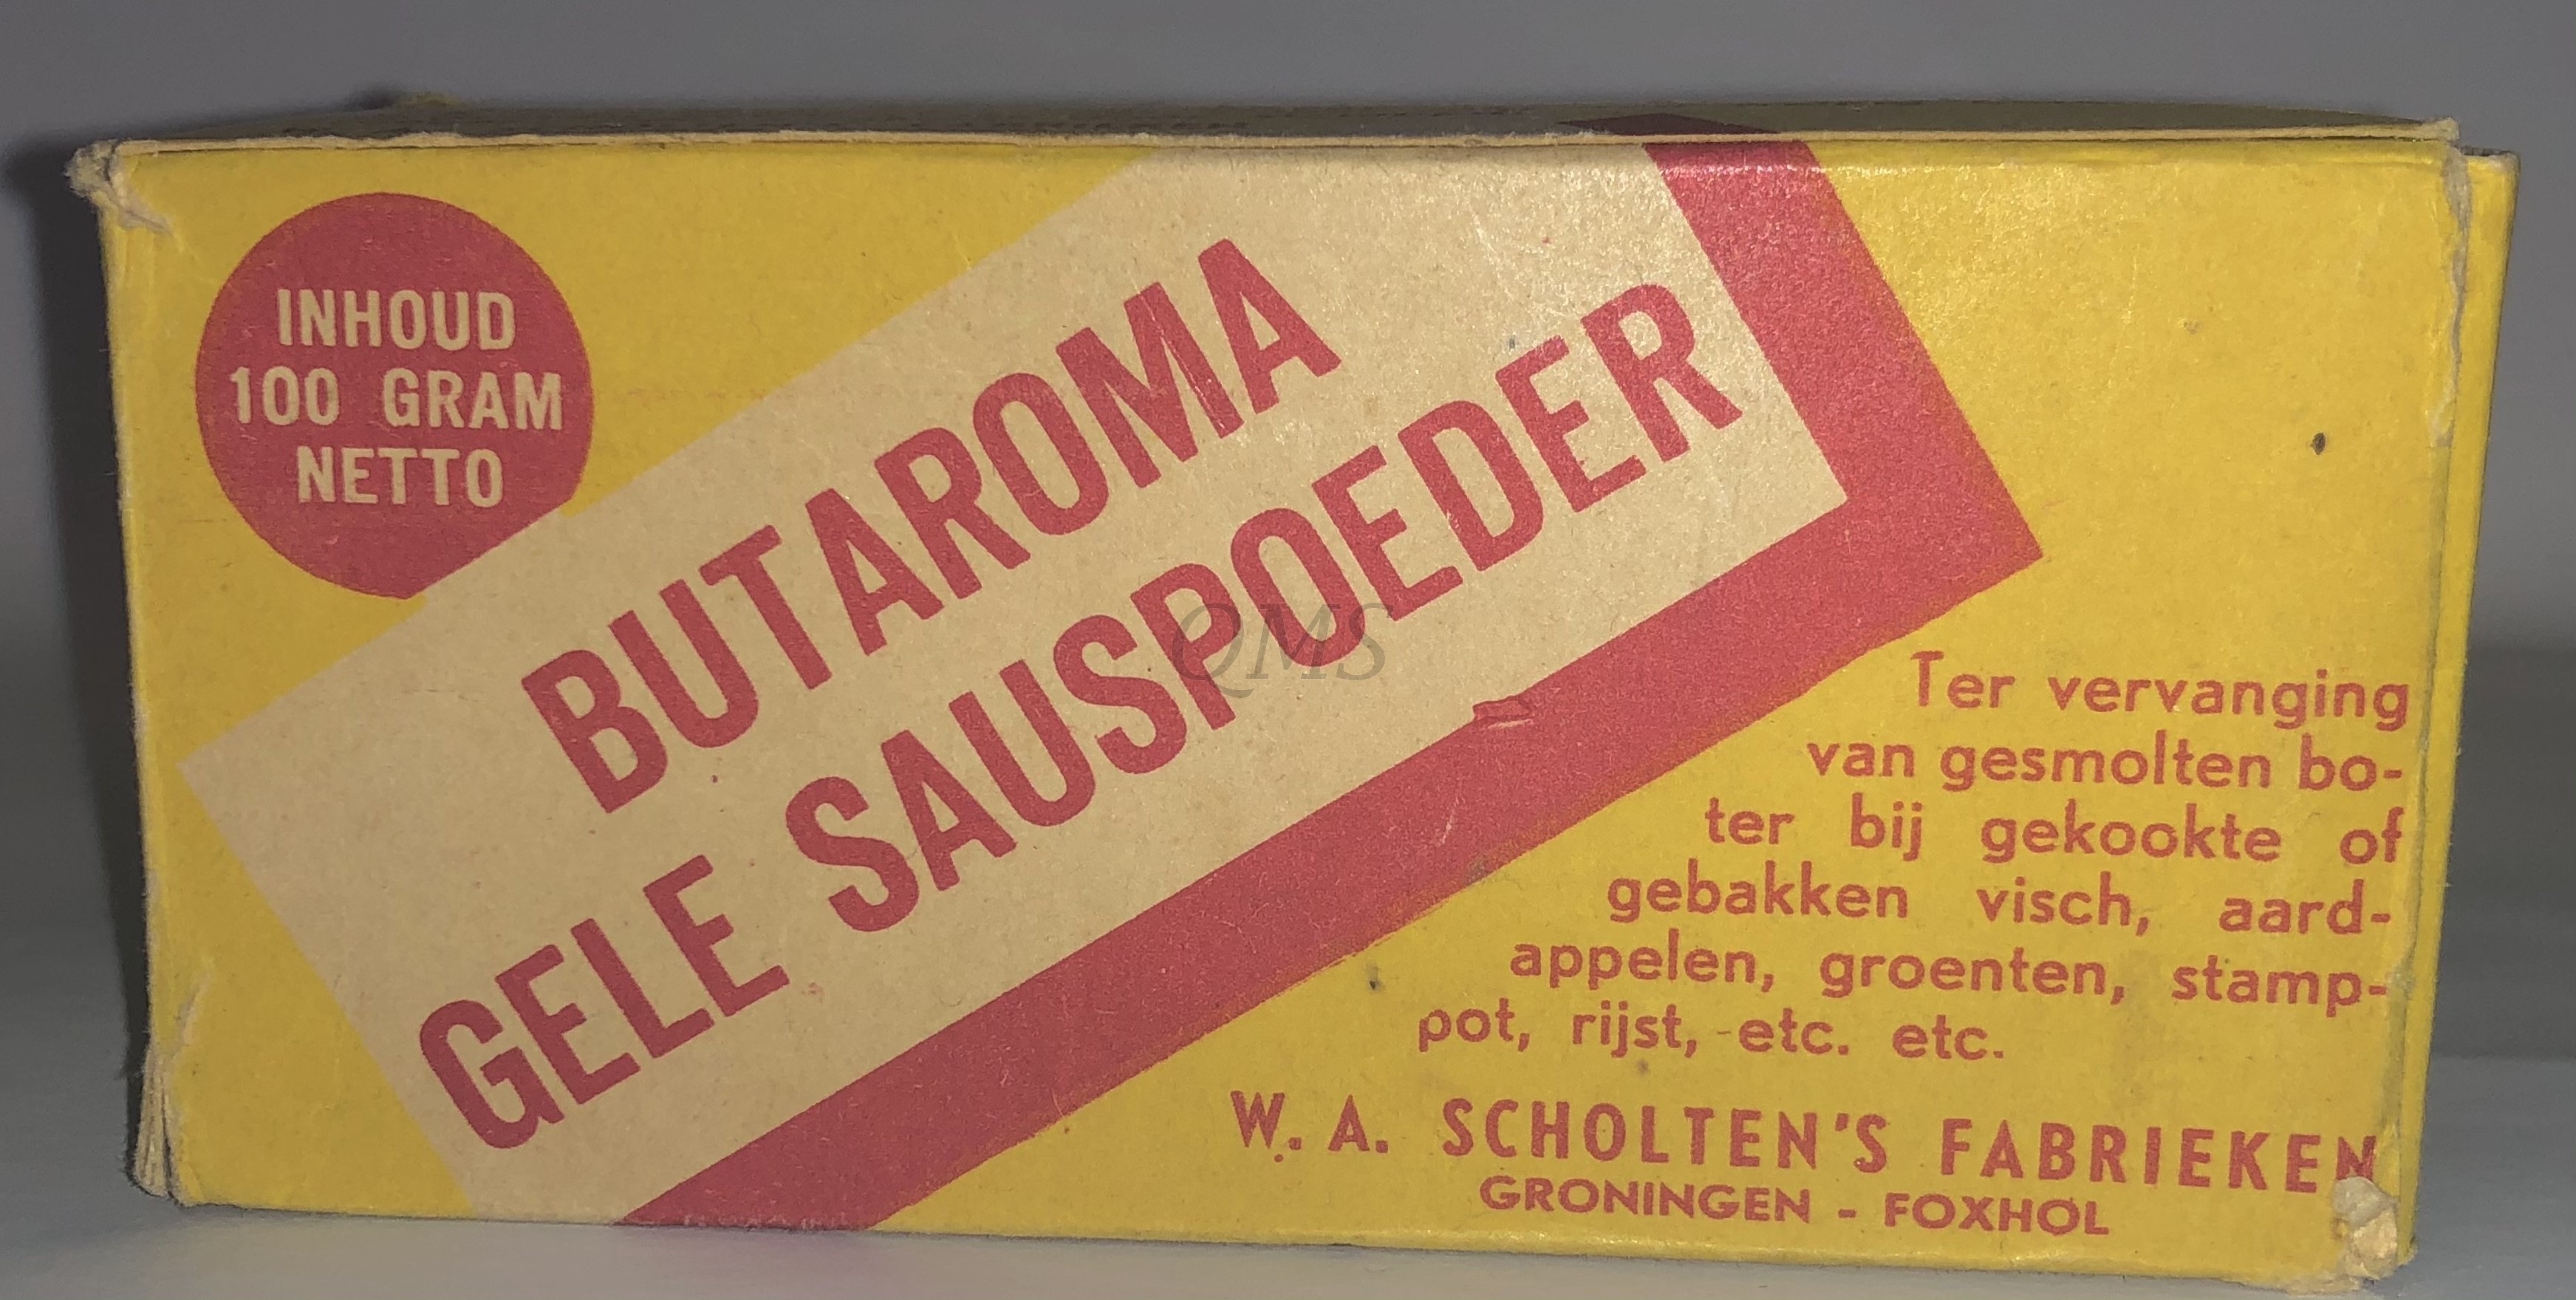 INHOUD
100 GRAM
NETTO
BUTAROMA
GELE SAUSPOEDER
QMS
Ter vervanging
van gesmolten bo-
ter bij gekookte of
gebakken visch, aard-
appelen, groenten, stamp-
pot, rijst, etc. etc.
W. A. SCHOLTEN'S FABRIEKEN
GRONINGEN - FOXHOL